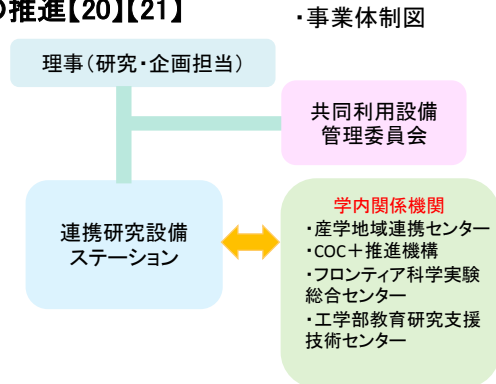 の推進【20】【21】
・事業体制図
理事（研究・企画担当）
共同利用設備
管理委員会
連携研究設備
ステーション
学内関係機関
・産学地域連携センター
・COC＋推進機構
・フロンティア科学実験
総合センター
・工学部教育研究支援
技術センター